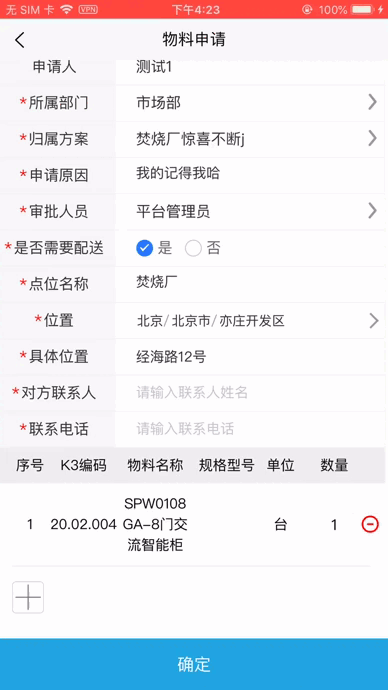 无 SIM 卡 VPN 下午4:23 100%
物料申请
申请人 测试1
*所属部门 市场部
*归属方案 焚烧厂惊喜不断j
*申请原因 我的记得我哈
*审批人员 平台管理员
*是否需要配送 是 否
*点位名称 焚烧厂
*位置 北京/北京市/亦庄开发区
*具体位置 经海路12号
*对方联系人 请输入联系人姓名
*联系电话 请输入联系电话
序号 K3编码 物料名称 规格型号 单位 数量
SPW0108
1 20.02.004 GA-8门交 台 1
流智能柜
确定